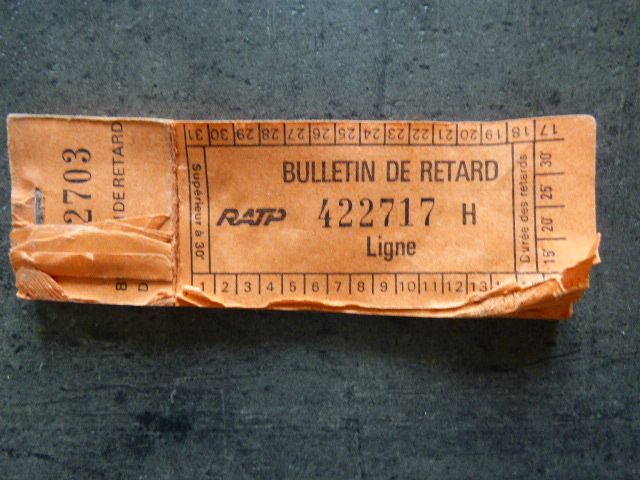 31 30 29 28 27 26 25 24 23 22 21 20 19 18 17
2703
DE RETARD
Supérieur à 30'
BULLETIN DE RETARD
RATP 422717 H
Ligne
Durée des retards
15' 20' 25' 30'
1 2 3 4 5 6 7 8 9 10 11 12 13